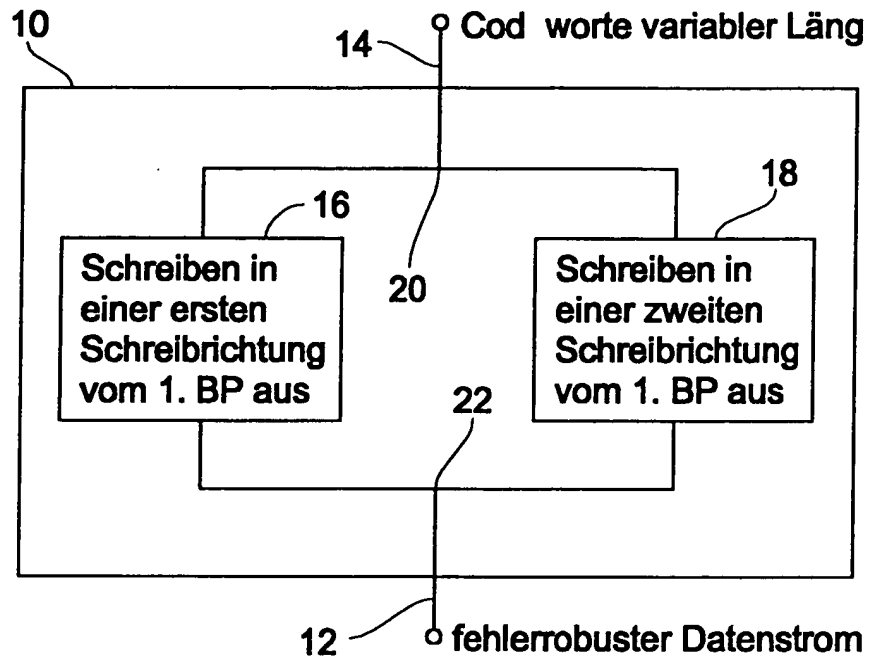 Cod worte variabler Läng
14
10
16
18
Schreiben in
einer ersten
Schreibrichtung
vom 1. BP aus
20
Schreiben in
einer zweiten
Schreibrichtung
vom 1. BP aus
22
12
fehlerrobuster Datenstrom